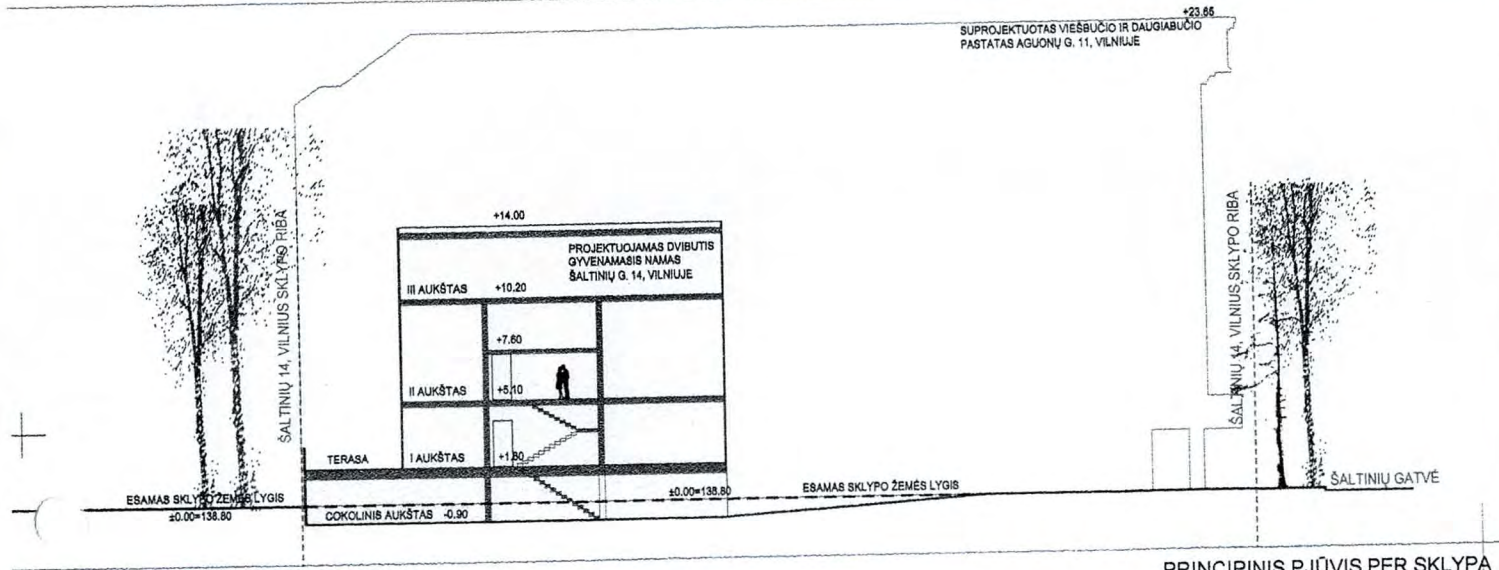 +23.65
SUPROJEKTUOTAS VIEŠBUČIO IR DAUGIABUČIO
PASTATAS AGUONŲ G. 11, VILNIUJE
ŠALTINIŲ 14, VILNIUS SKLYPO RIBA
+14.00
PROJEKTUOJAMAS DVIBUTIS
GYVENAMASIS NAMAS
ŠALTINIŲ G. 14, VILNIUJE
III AUKŠTAS +10.20
+7.60
II AUKŠTAS +5.10
TERASA
I AUKŠTAS +1.80
ESAMAS SKLYPO ŽEMĖS LYGIS
±0.00=138.80
COKOLINIS AUKŠTAS -0.90
±0.00=138.80
ESAMAS SKLYPO ŽEMĖS LYGIS
ŠALTINIŲ 14, VILNIUS SKLYPO RIBA
ŠALTINIŲ GATVĖ
PRINCIPINIS PJŪVIS PER SKLYPĄ